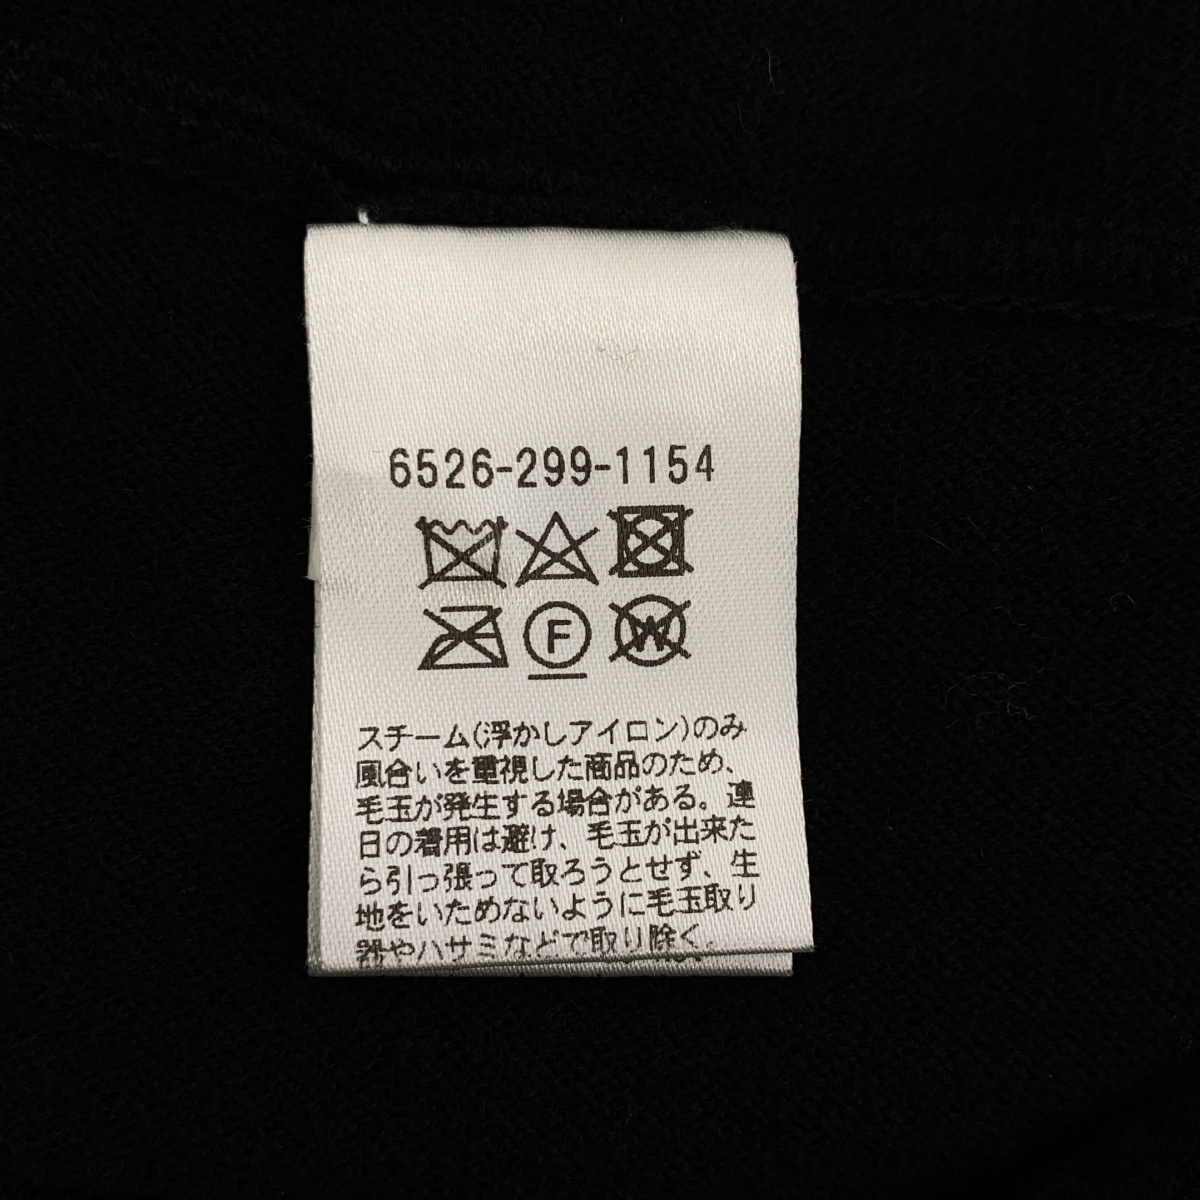 6526-299-1154
F
W
スチーム(浮かしアイロン)のみ
風合いを重視した商品のため、
毛玉が発生する場合がある。連
日の着用は避け、毛玉が出来た
ら引っ張って取ろうとせず、生
地をいためないように毛玉取り
器やハサミなどで取り除く。